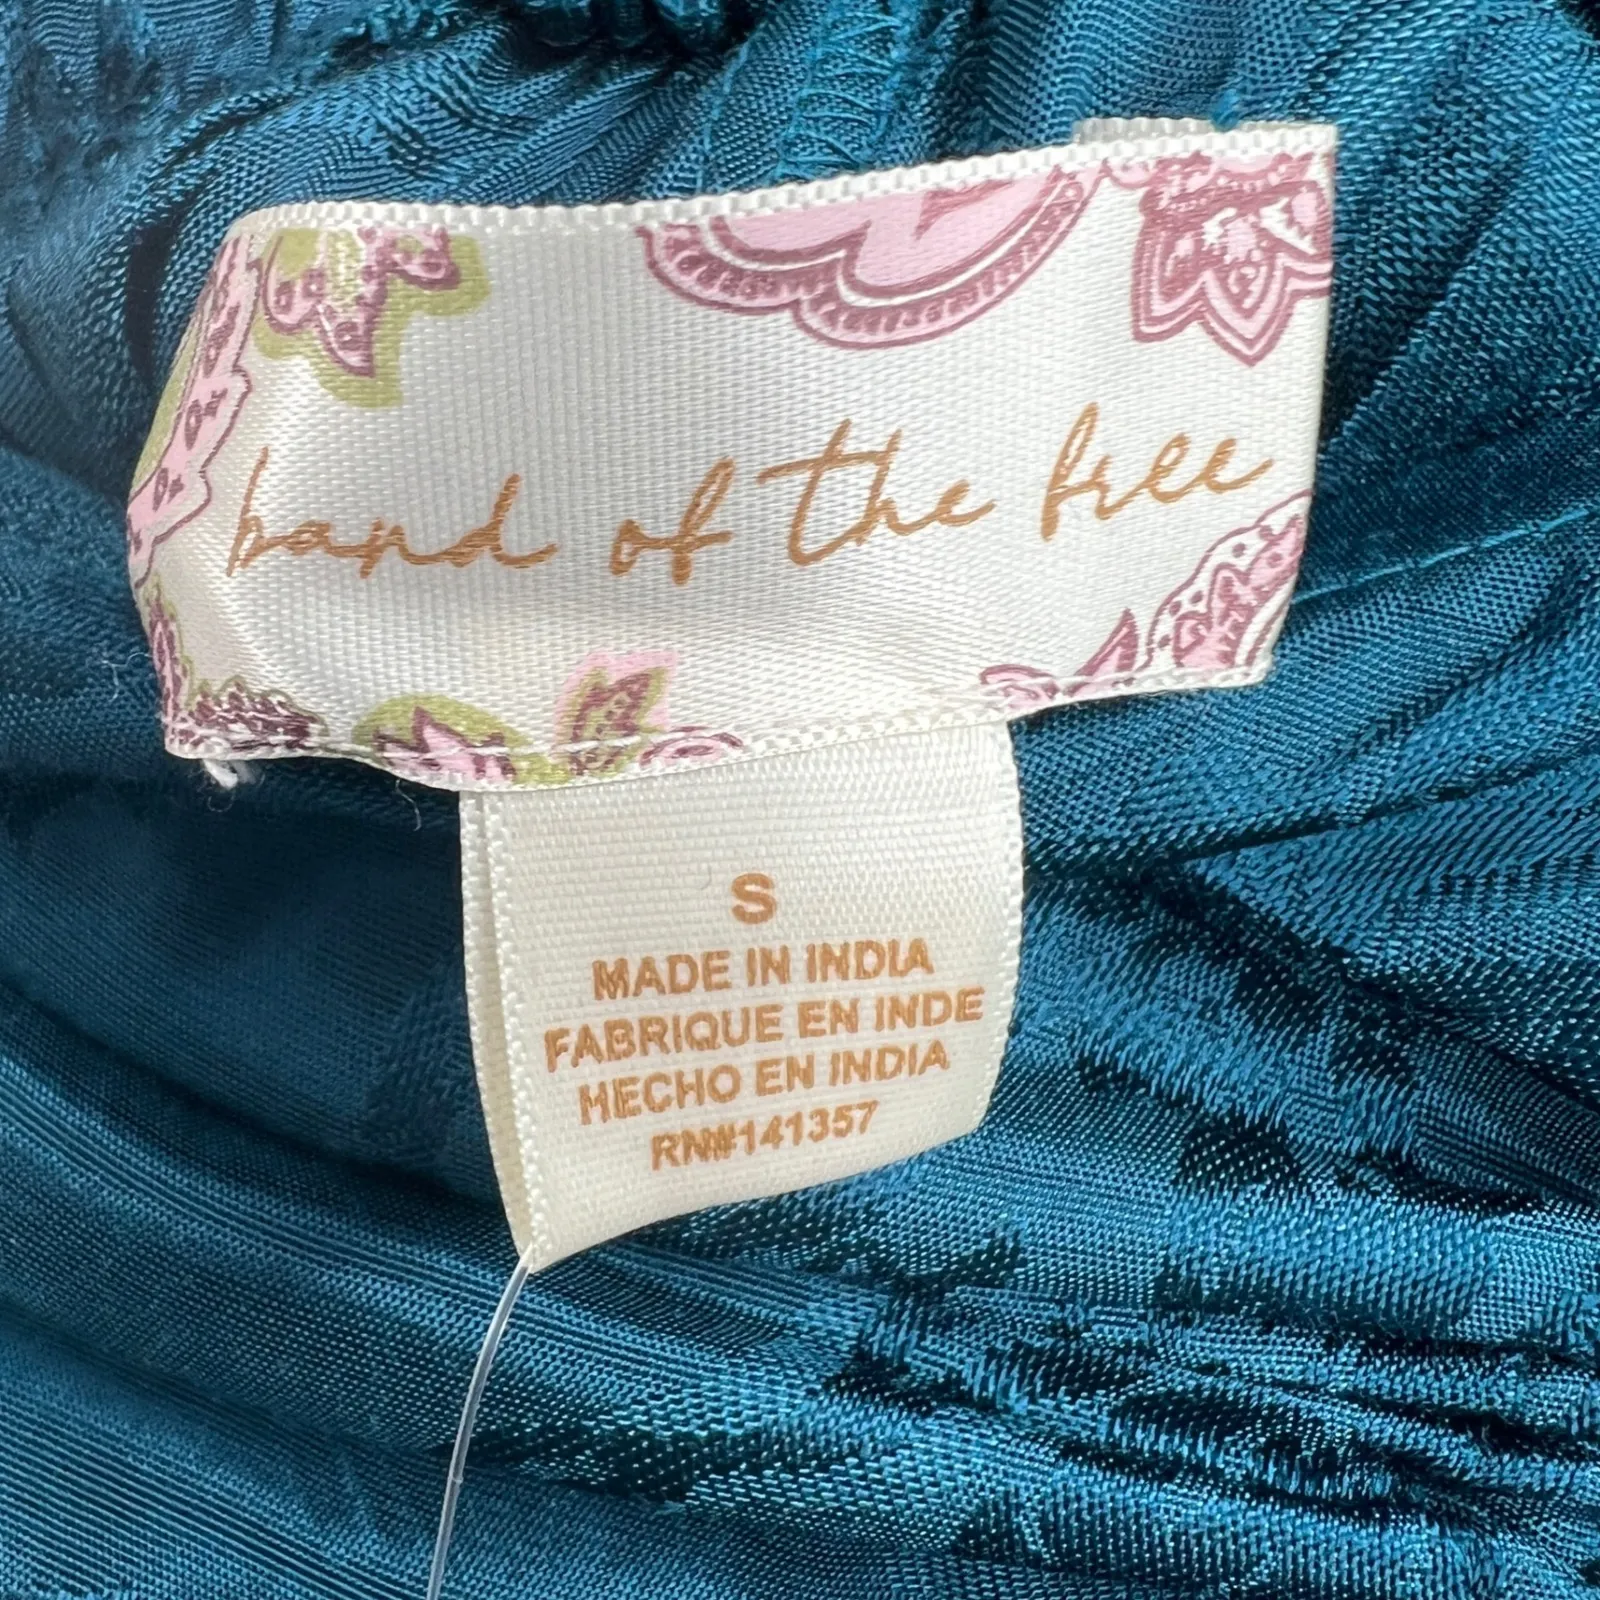 band of the free
S
MADE IN INDIA
FABRIQUE EN INDE
HECHO EN INDIA
RN#141357